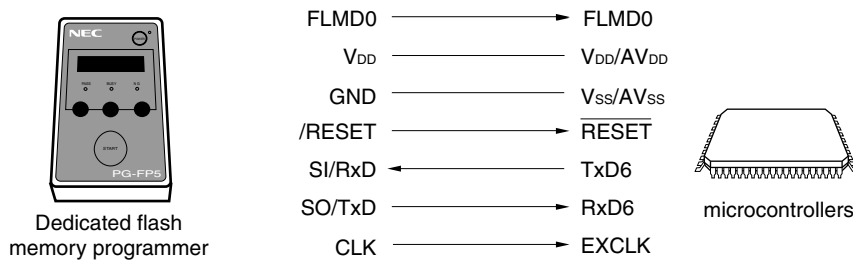 NEC
START
PG-FP5
Dedicated flash
memory programmer
FLMD0 FLMD0
VDD VDD/AVDD
GND VSS/AVSS
/RESET RESET
SI/RxD TxD6
SO/TxD RxD6
CLK EXCLK
microcontrollers